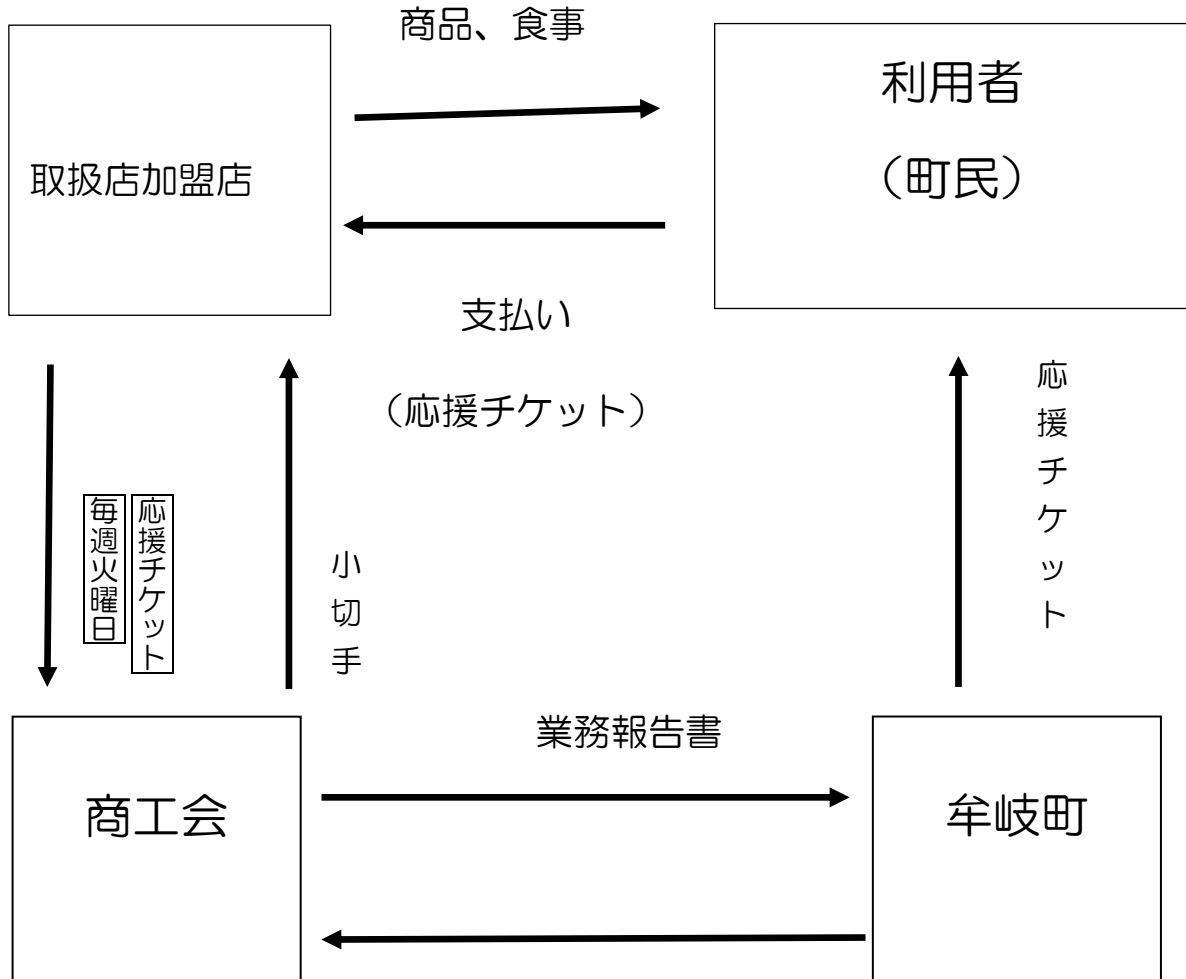 商品、食事
利用者
（町民）
取扱店加盟店
支払い
（応援チケット）
応援チケット
応援チケット
毎週火曜日
小切手
業務報告書
商工会
牟岐町